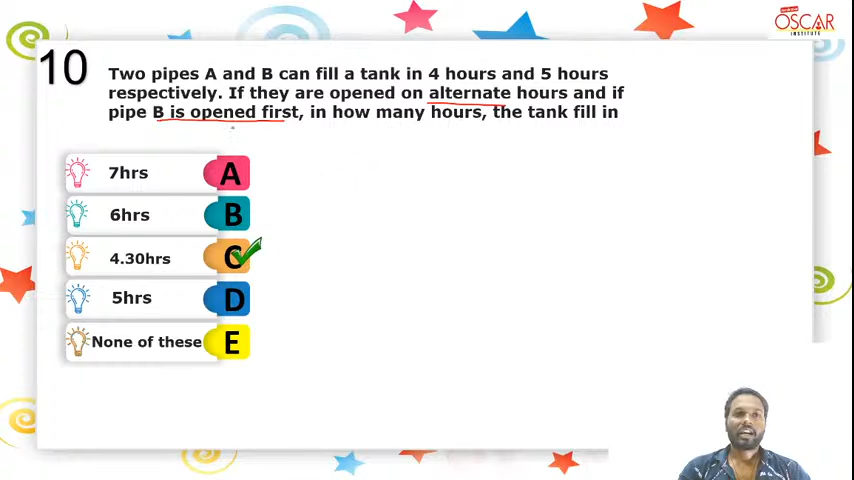 OSCAR
INSTITUTE
10
Two pipes A and B can fill a tank in 4 hours and 5 hours
respectively. If they are opened on alternate hours and if
pipe B is opened first, in how many hours, the tank fill in
7hrs A
6hrs B
4.30hrs C
5hrs D
None of these E